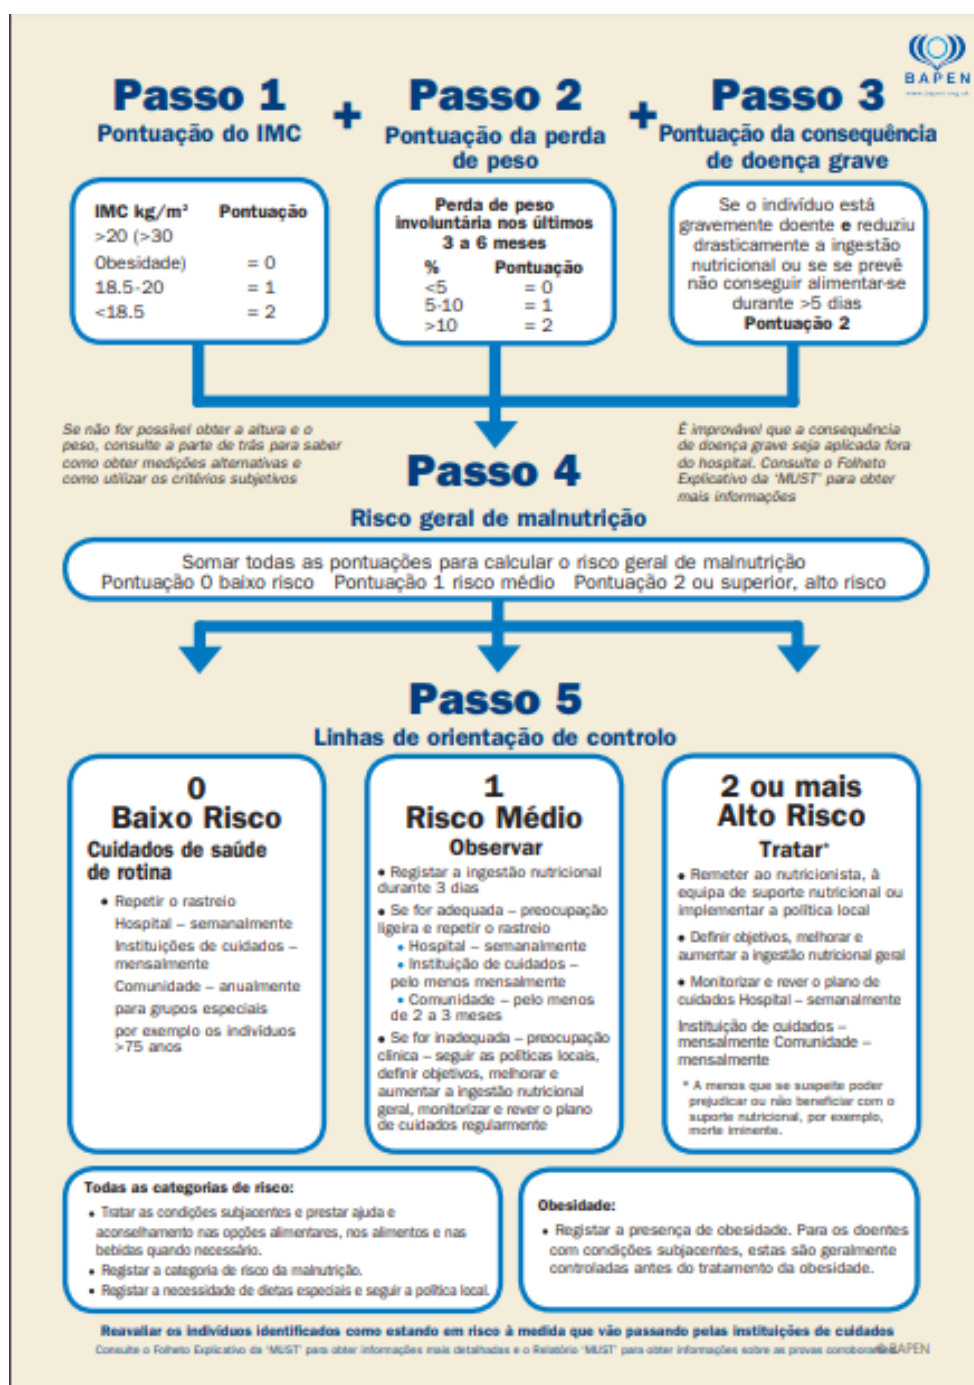 BAPEN
www.bapen.org.uk
Passo 1
Pontuação do IMC
+
Passo 2
Pontuação da perda
de peso
+
Passo 3
Pontuação da consequência
de doença grave
IMC kg/m² Pontuação
>20 (>30
Obesidade) = 0
18.5-20 = 1
<18.5 = 2
Perda de peso
involuntária nos últimos
3 a 6 meses
% Pontuação
<5 = 0
5-10 = 1
>10 = 2
Se o indivíduo está
gravemente doente e reduziu
drasticamente a ingestão
nutricional ou se se prevê
não conseguir alimentar-se
durante >5 dias
Pontuação 2
Se não for possível obter a altura e o
peso, consulte a parte de trás para saber
como obter medições alternativas e
como utilizar os critérios subjetivos
É improvável que a consequência
de doença grave seja aplicada fora
do hospital. Consulte o Folheto
Explicativo da 'MUST' para obter
mais informações
Passo 4
Risco geral de malnutrição
Somar todas as pontuações para calcular o risco geral de malnutrição
Pontuação 0 baixo risco Pontuação 1 risco médio Pontuação 2 ou superior, alto risco
Passo 5
Linhas de orientação de controlo
0
Baixo Risco
Cuidados de saúde
de rotina
• Repetir o rastreio
Hospital – semanalmente
Instituições de cuidados –
mensalmente
Comunidade – anualmente
para grupos especiais
por exemplo os indivíduos
>75 anos
1
Risco Médio
Observar
• Registar a ingestão nutricional
durante 3 dias
• Se for adequada – preocupação
ligeira e repetir o rastreio
• Hospital – semanalmente
• Instituição de cuidados –
pelo menos mensalmente
• Comunidade – pelo menos
de 2 a 3 meses
• Se for inadequada – preocupação
clínica – seguir as políticas locais,
definir objetivos, melhorar e
aumentar a ingestão nutricional
geral, monitorizar e rever o plano
de cuidados regularmente
2 ou mais
Alto Risco
Tratar*
• Remeter ao nutricionista, à
equipa de suporte nutricional ou
implementar a política local
• Definir objetivos, melhorar e
aumentar a ingestão nutricional geral
• Monitorizar e rever o plano de
cuidados Hospital – semanalmente
Instituição de cuidados –
mensalmente Comunidade –
mensalmente
* A menos que se suspeite poder
prejudicar ou não beneficiar com o
suporte nutricional, por exemplo,
morte iminente.
Todas as categorias de risco:
• Tratar as condições subjacentes e prestar ajuda e
aconselhamento nas opções alimentares, nos alimentos e nas
bebidas quando necessário.
• Registar a categoria de risco da malnutrição.
• Registar a necessidade de dietas especiais e seguir a política local.
Obesidade:
• Registar a presença de obesidade. Para os doentes
com condições subjacentes, estas são geralmente
controladas antes do tratamento da obesidade.
Reavaliar os indivíduos identificados como estando em risco à medida que vão passando pelas instituições de cuidados
Consulte o Folheto Explicativo da 'MUST' para obter informações mais detalhadas e o Relatório 'MUST' para obter informações sobre as provas
© BAPEN